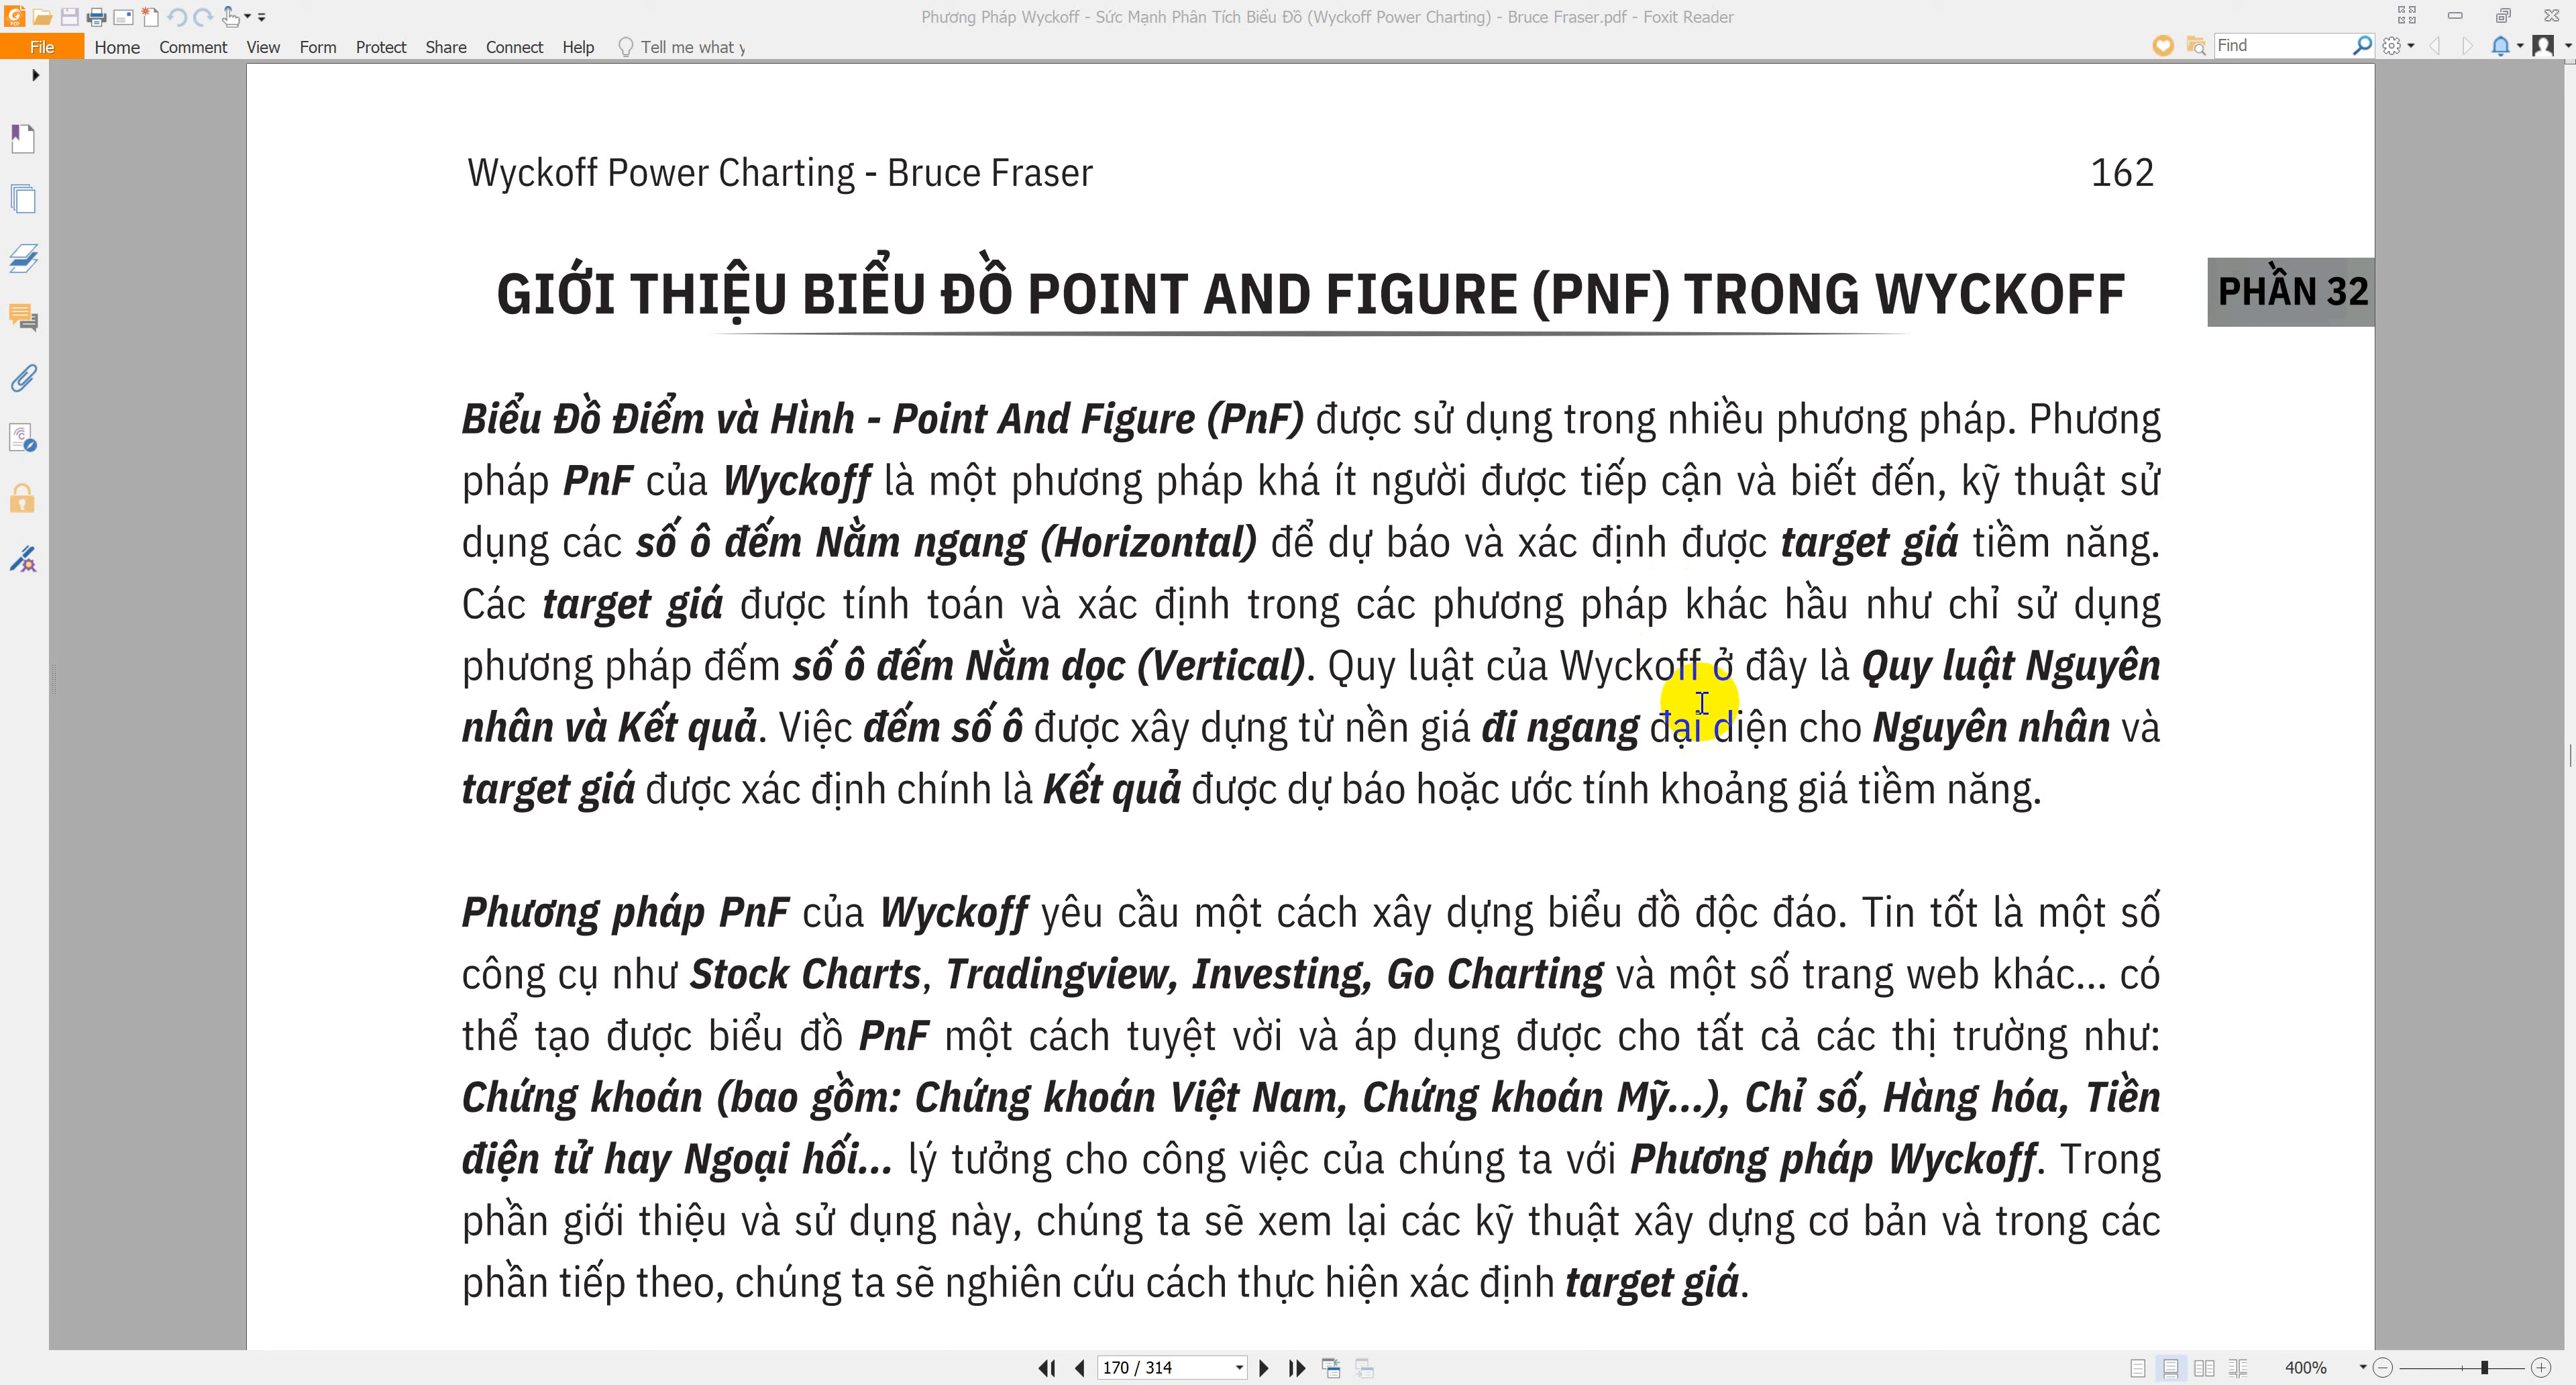 Phương Pháp Wyckoff - Sức Mạnh Phân Tích Biểu Đồ (Wyckoff Power Charting) - Bruce Fraser.pdf - Foxit Reader
File Home Comment View Form Protect Share Connect Help Tell me what y Find
Wyckoff Power Charting - Bruce Fraser 162
GIỚI THIỆU BIỂU ĐỒ POINT AND FIGURE (PNF) TRONG WYCKOFF PHẦN 32
Biểu Đồ Điểm và Hình - Point And Figure (PnF) được sử dụng trong nhiều phương pháp. Phương
pháp PnF của Wyckoff là một phương pháp khá ít người được tiếp cận và biết đến, kỹ thuật sử
dụng các số ô đếm Nằm ngang (Horizontal) để dự báo và xác định được target giá tiềm năng.
Các target giá được tính toán và xác định trong các phương pháp khác hầu như chỉ sử dụng
phương pháp đếm số ô đếm Nằm dọc (Vertical). Quy luật của Wyckoff ở đây là Quy luật Nguyên
nhân và Kết quả. Việc đếm số ô được xây dựng từ nền giá đi ngang đại diện cho Nguyên nhân và
target giá được xác định chính là Kết quả được dự báo hoặc ước tính khoảng giá tiềm năng.
Phương pháp PnF của Wyckoff yêu cầu một cách xây dựng biểu đồ độc đáo. Tin tốt là một số
công cụ như Stock Charts, Tradingview, Investing, Go Charting và một số trang web khác... có
thể tạo được biểu đồ PnF một cách tuyệt vời và áp dụng được cho tất cả các thị trường như:
Chứng khoán (bao gồm: Chứng khoán Việt Nam, Chứng khoán Mỹ...), Chỉ số, Hàng hóa, Tiền
điện tử hay Ngoại hối... lý tưởng cho công việc của chúng ta với Phương pháp Wyckoff. Trong
phần giới thiệu và sử dụng này, chúng ta sẽ xem lại các kỹ thuật xây dựng cơ bản và trong các
phần tiếp theo, chúng ta sẽ nghiên cứu cách thực hiện xác định target giá.
170 / 314 400%